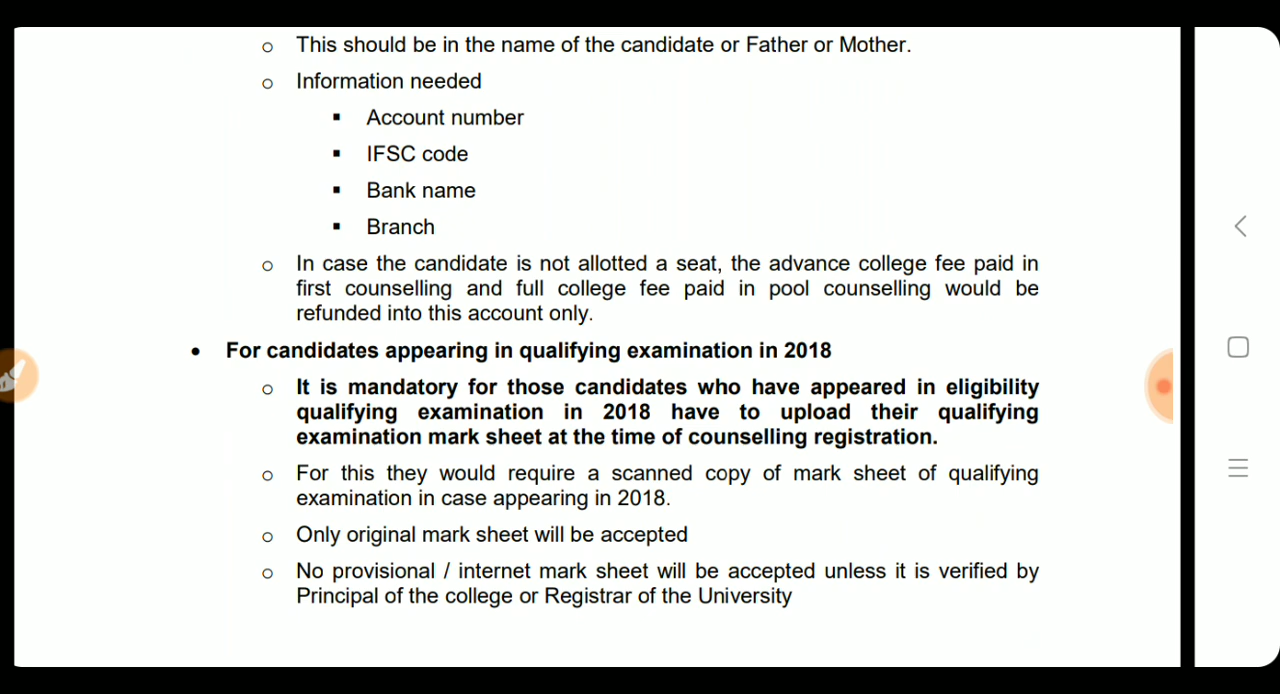 o This should be in the name of the candidate or Father or Mother.
o Information needed
▪ Account number
▪ IFSC code
▪ Bank name
▪ Branch
o In case the candidate is not allotted a seat, the advance college fee paid in
first counselling and full college fee paid in pool counselling would be
refunded into this account only.
• For candidates appearing in qualifying examination in 2018
o It is mandatory for those candidates who have appeared in eligibility
qualifying examination in 2018 have to upload their qualifying
examination mark sheet at the time of counselling registration.
o For this they would require a scanned copy of mark sheet of qualifying
examination in case appearing in 2018.
o Only original mark sheet will be accepted
o No provisional / internet mark sheet will be accepted unless it is verified by
Principal of the college or Registrar of the University